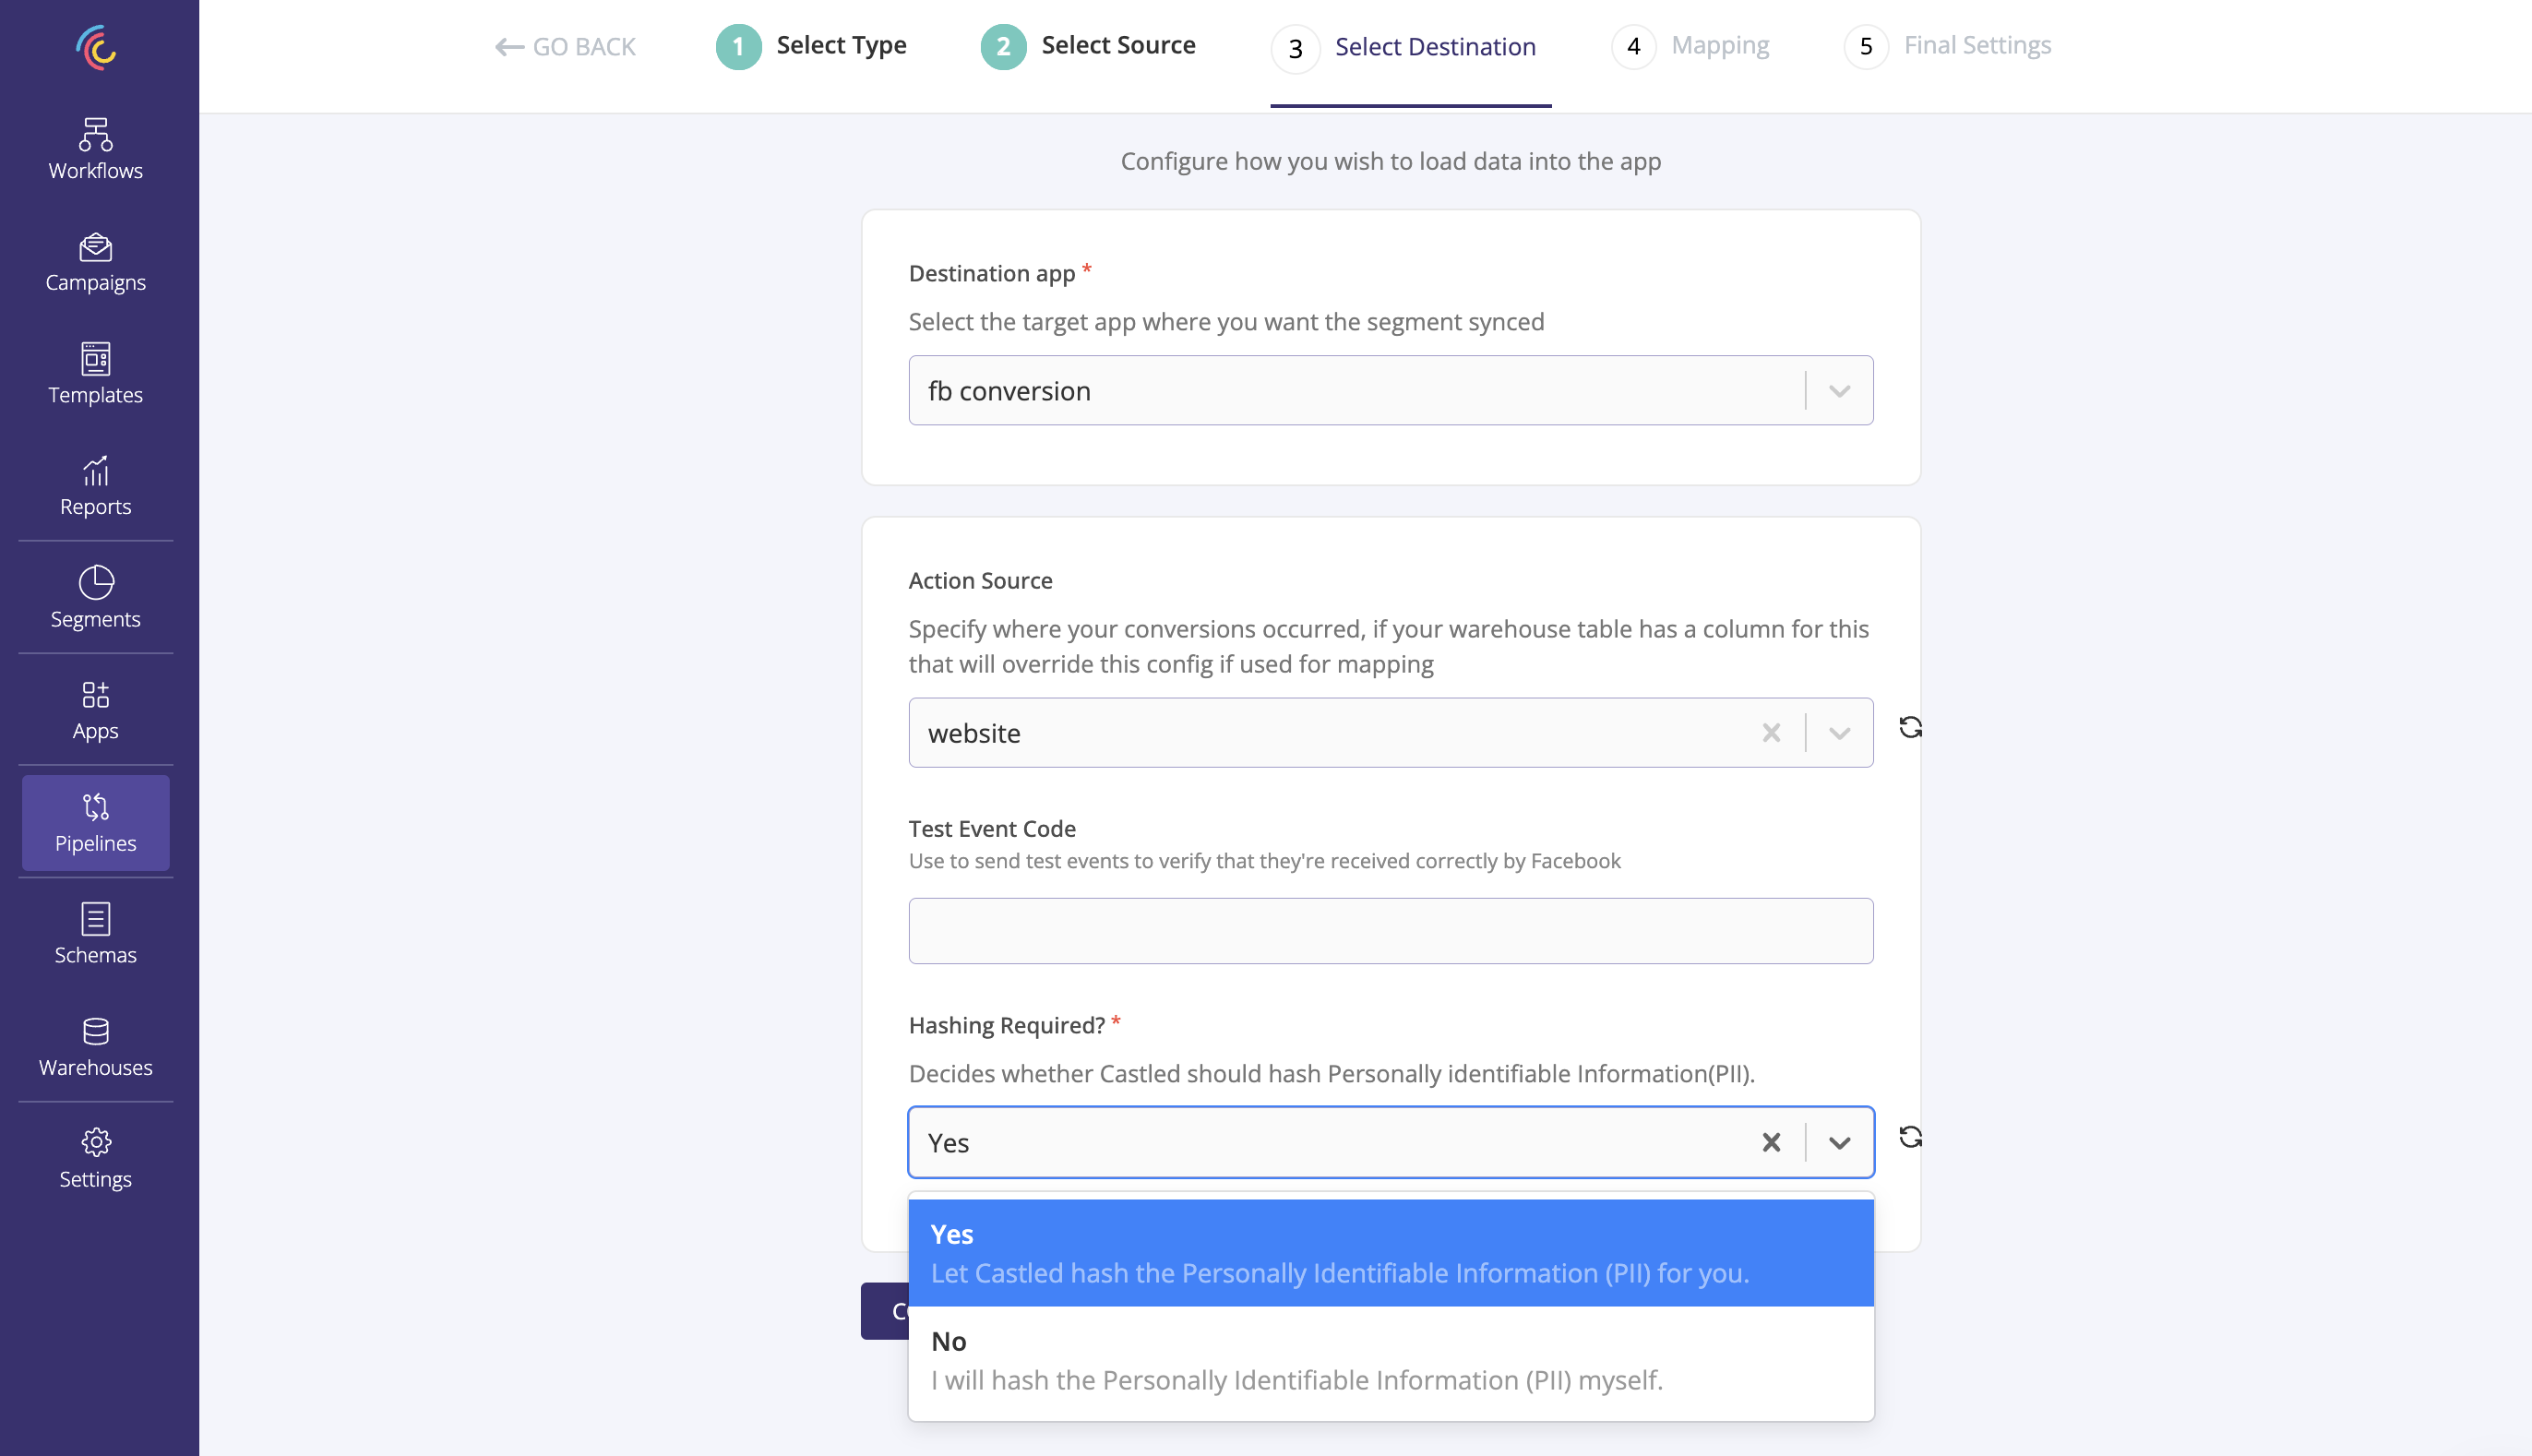 GO BACK
1 Select Type
2 Select Source
3 Select Destination
4 Mapping
5 Final Settings
Workflows
Campaigns
Templates
Reports
Segments
Apps
Pipelines
Schemas
Warehouses
Settings
Configure how you wish to load data into the app
Destination app *
Select the target app where you want the segment synced
fb conversion
Action Source
Specify where your conversions occurred, if your warehouse table has a column for this
that will override this config if used for mapping
website
Test Event Code
Use to send test events to verify that they're received correctly by Facebook
Hashing Required? *
Decides whether Castled should hash Personally identifiable Information(PII).
Yes
Yes
Let Castled hash the Personally Identifiable Information (PII) for you.
No
I will hash the Personally Identifiable Information (PII) myself.